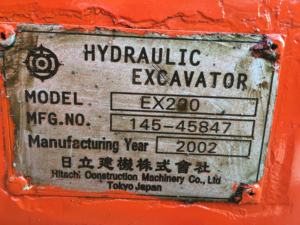 HYDRAULIC
EXCAVATOR
MODEL EX200
MFG.NO. 145-45847
Manufacturing Year 2002
日立建機株式會社
Hitachi Construction Machinery Co., Ltd
Tokyo Japan